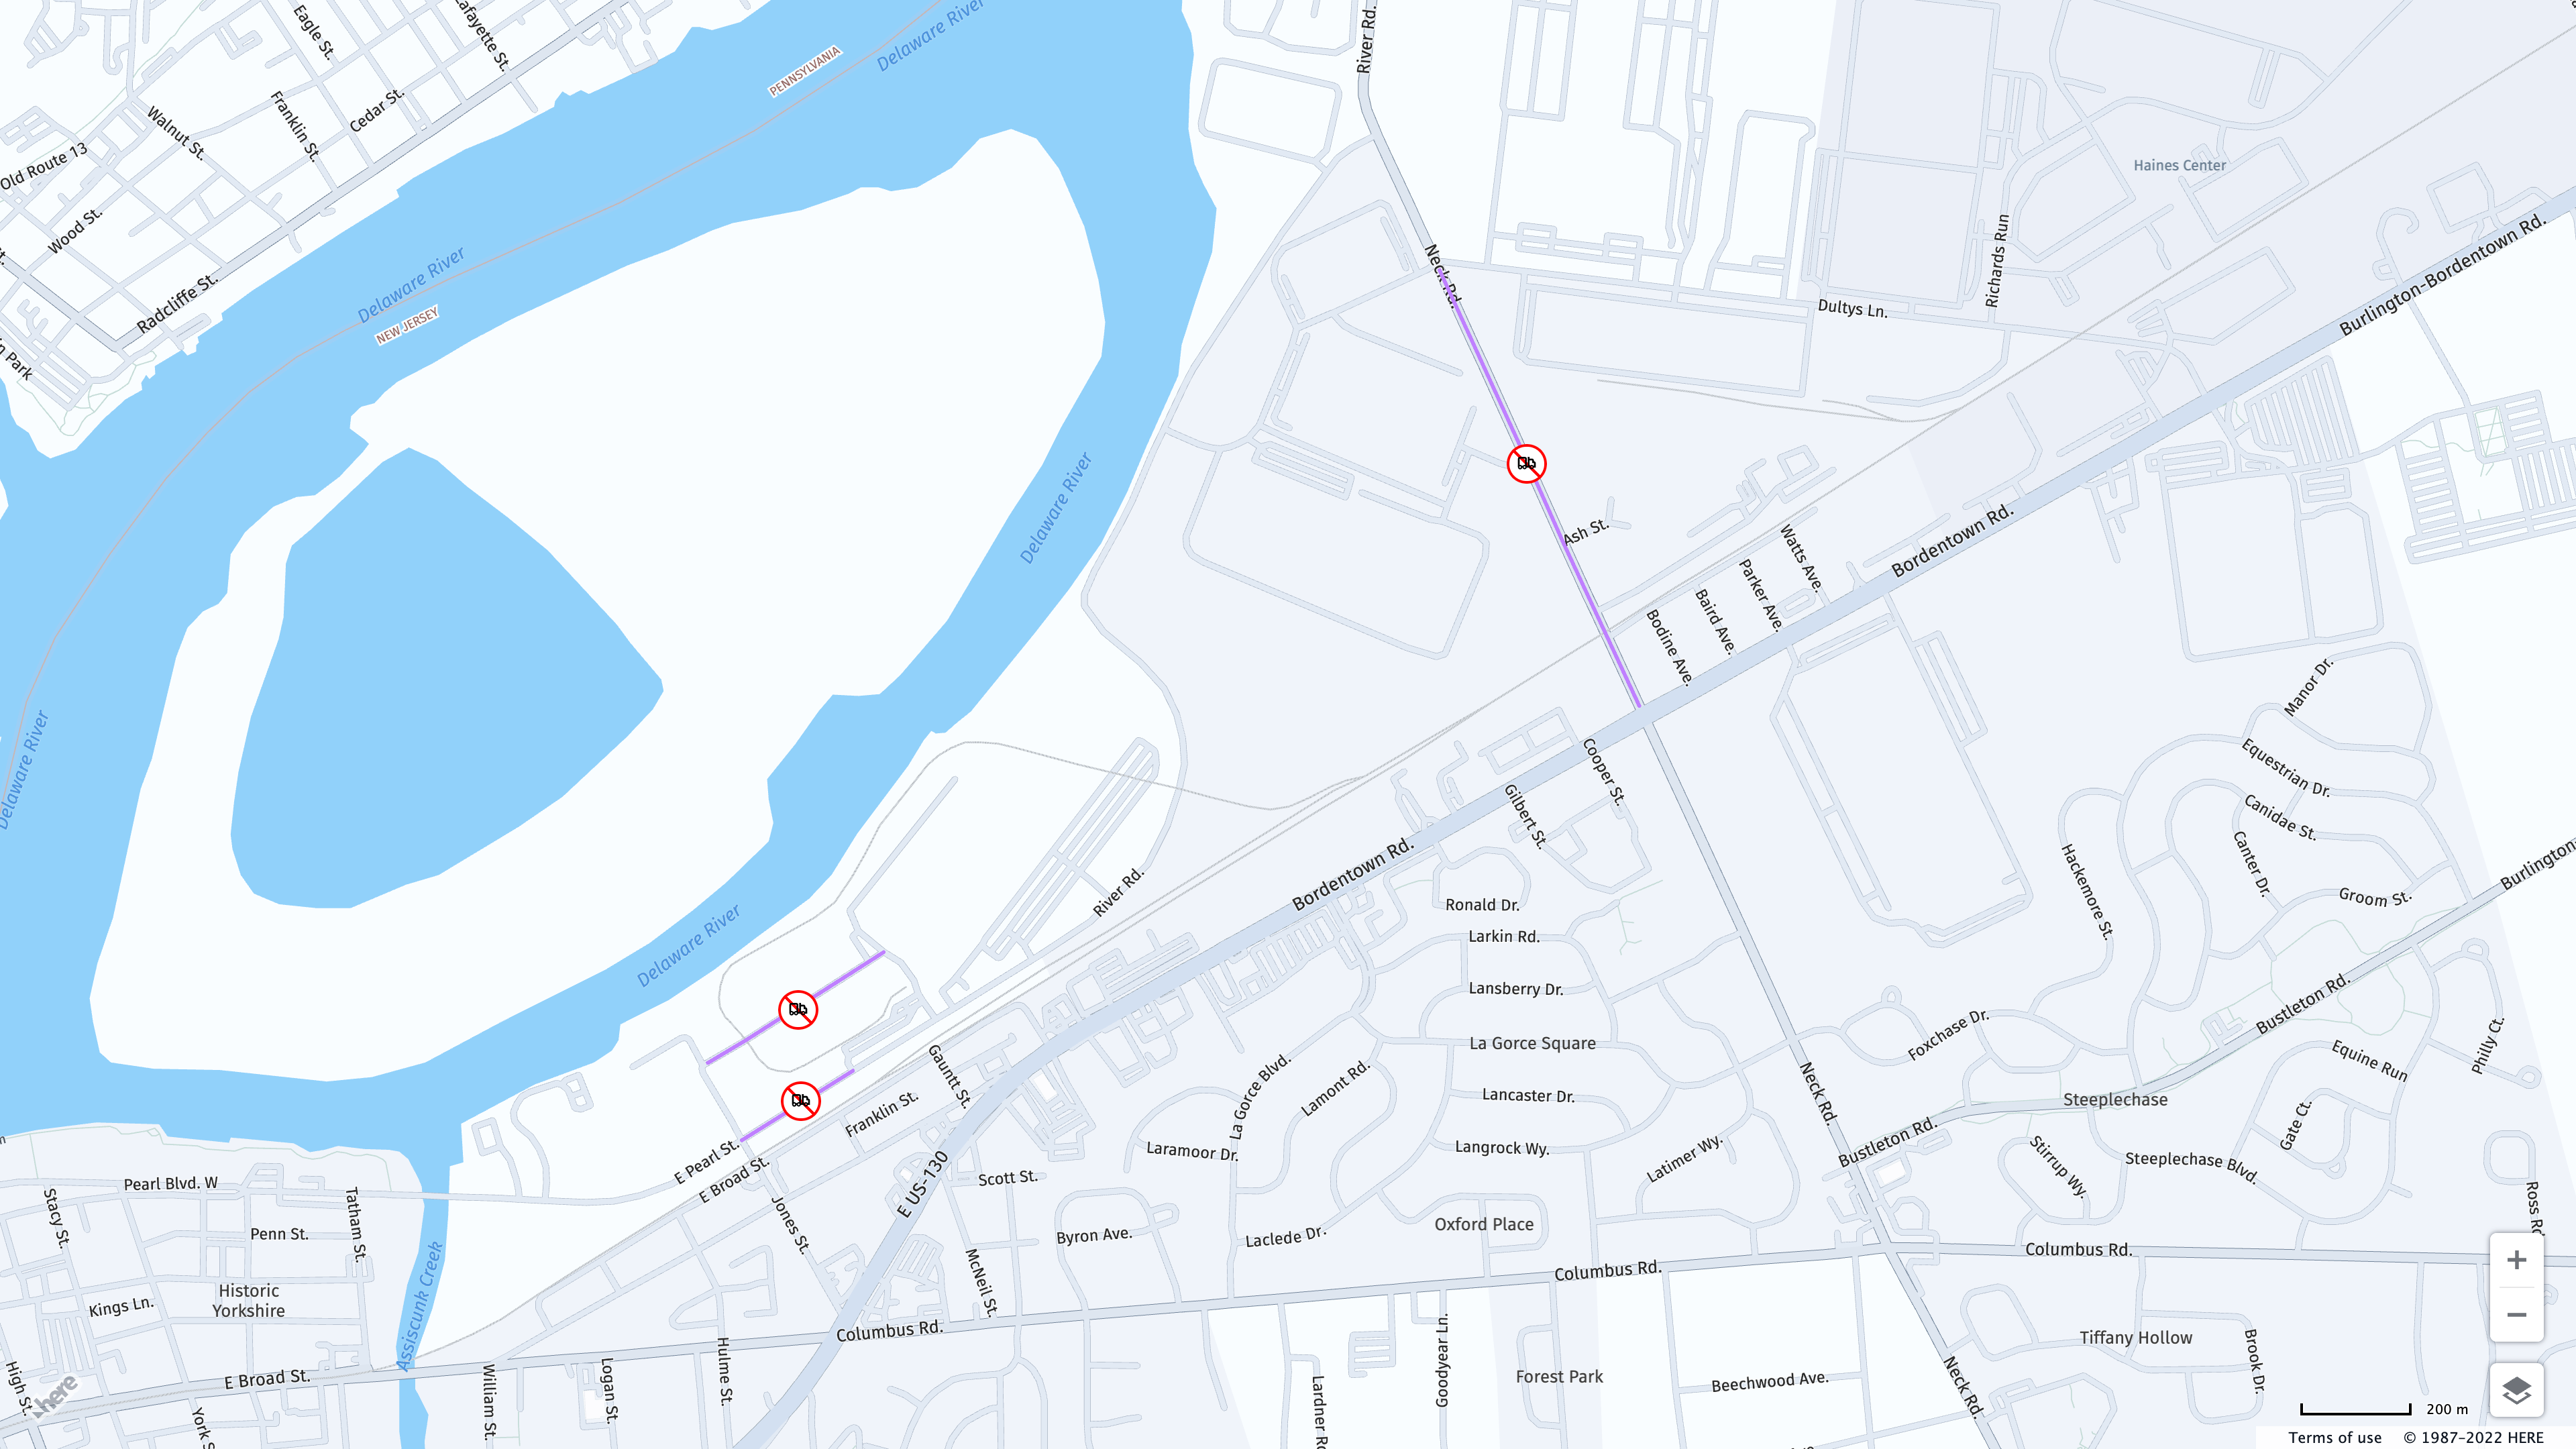 Eagle St.
Lafayette St.
Delaware River
PENNSYLVANIA
River Rd.
Franklin St.
Cedar St.
Walnut St.
Old Route 13
Wood St.
Haines Center
Radcliffe St.
Delaware River
NEW JERSEY
Neck Rd.
Richards Run
Dultys Ln.
Burlington-Bordentown Rd.
Park
Delaware River
Ash St.
Watts Ave.
Parker Ave.
Baird Ave.
Bodine Ave.
Bordentown Rd.
Delaware River
Manor Dr.
Equestrian Dr.
Canidae St.
Canter Dr.
Groom St.
Hackemore St.
Burlington-
Cooper St.
Gilbert St.
Bordentown Rd.
River Rd.
Ronald Dr.
Larkin Rd.
Lansberry Dr.
La Gorce Square
Lancaster Dr.
Langrock Wy.
Latimer Wy.
Delaware River
Gauntt St.
Franklin St.
La Gorce Blvd.
Lamont Rd.
Laramoor Dr.
Laclede Dr.
Neck Rd.
Foxchase Dr.
Bustleton Rd.
Bustleton Rd.
Steeplechase
Equine Run
Philly Ct.
Gate Ct.
Stirrup Wy.
Steeplechase Blvd.
Ross Rd.
E Pearl St.
E Broad St.
Jones St.
E US-130
Scott St.
Byron Ave.
McNeil St.
Oxford Place
Columbus Rd.
Columbus Rd.
Columbus Rd.
Pearl Blvd. W
Stacy St.
Tatham St.
Penn St.
Historic
Yorkshire
Kings Ln.
High St.
E Broad St.
York S
Assiscunk Creek
William St.
Logan St.
Hulme St.
Lardner Rd
Goodyear Ln.
Forest Park
Beechwood Ave.
Neck Rd.
Tiffany Hollow
Brook Dr.
here
200 m
Terms of use © 1987–2022 HERE